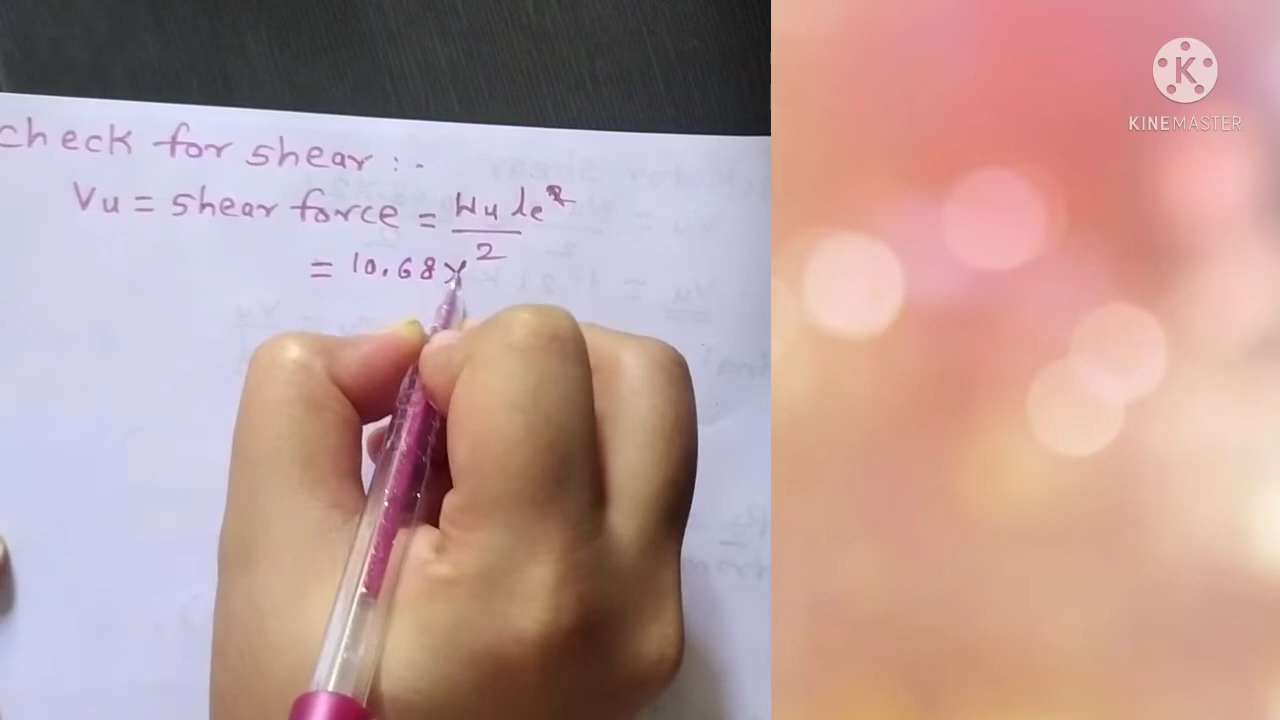 check for shear :-
Vu = shear force = Wu le
2
= 10.68 x
K
KINEMASTER